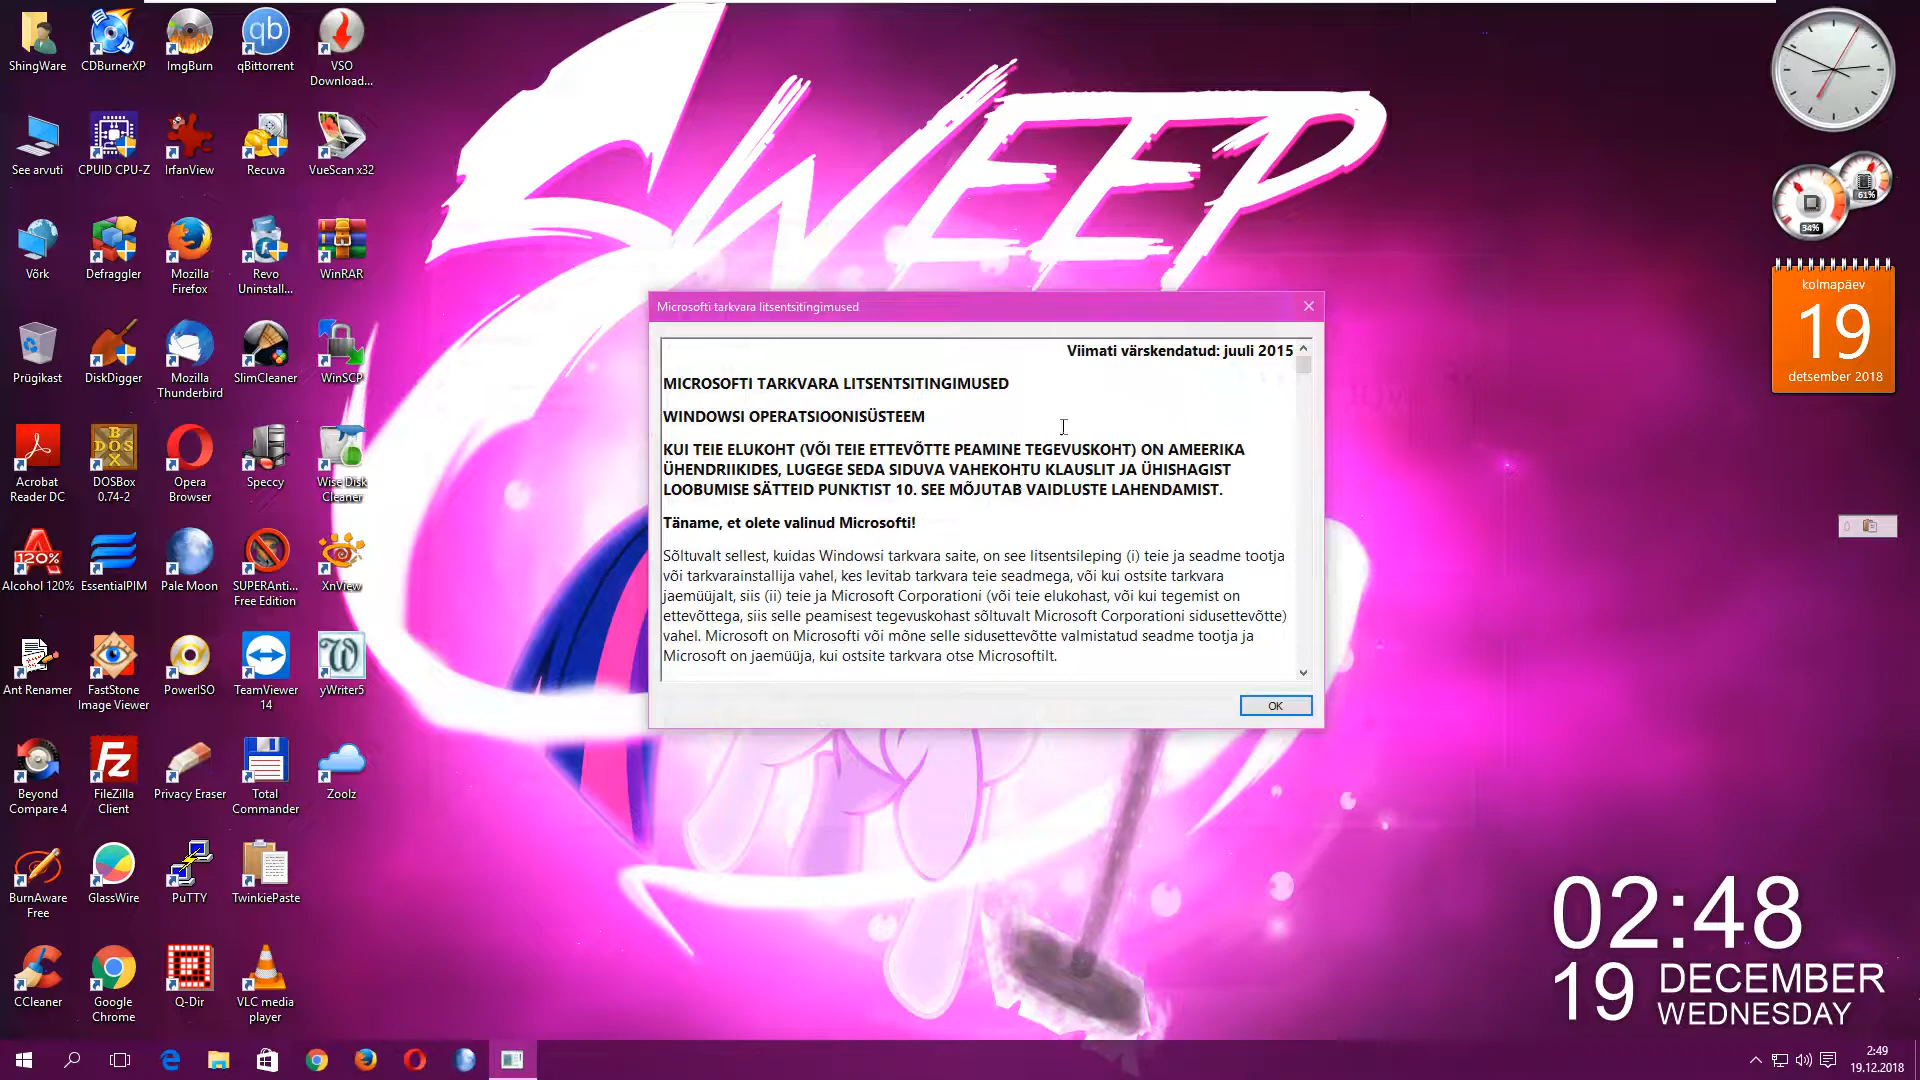 SWEEP
ShingWare
CDBurnerXP
ImgBurn
qBittorrent
VSO
Download...
See arvuti
CPUID CPU-Z
IrfanView
Recuva
VueScan x32
Võrk
Defraggler
Mozilla
Firefox
Revo
Uninstall...
WinRAR
Prügikast
DiskDigger
Mozilla
Thunderbird
SlimCleaner
WinSCP
Acrobat
Reader DC
DOSBox
0.74-2
Opera
Browser
Speccy
Wise Disk
Cleaner
Alcohol 120%
EssentialPIM
Pale Moon
SUPERAnti...
Free Edition
XnView
Ant Renamer
FastStone
Image Viewer
PowerISO
TeamViewer
14
yWriter5
Beyond
Compare 4
FileZilla
Client
Privacy Eraser
Total
Commander
Zoolz
BurnAware
Free
GlassWire
PuTTY
TwinkiePaste
CCleaner
Google
Chrome
Q-Dir
VLC media
player
Microsofti tarkvara litsentsitingimused
Viimati värskendatud: juuli 2015
MICROSOFTI TARKVARA LITSENTSITINGIMUSED
WINDOWSI OPERATSIOONISÜSTEEM
KUI TEIE ELUKOHT (VÕI TEIE ETTEVÕTTE PEAMINE TEGEVUSKOHT) ON AMEERIKA
ÜHENDRIIKIDES, LUGEGE SEDA SIDUVA VAHEKOHTU KLAUSLIT JA ÜHISHAGIST
LOOBUMISE SÄTTEID PUNKTIST 10. SEE MÕJUTAB VAIDLUSTE LAHENDAMIST.
Täname, et olete valinud Microsofti!
Sõltuvalt sellest, kuidas Windowsi tarkvara saite, on see litsentsileping (i) teie ja seadme tootja
või tarkvarainstallija vahel, kes levitab tarkvara teie seadmega, või kui ostsite tarkvara
jaemüüjalt, siis (ii) teie ja Microsoft Corporationi (või teie elukohast, või kui tegemist on
ettevõttega, siis selle peamisest tegevuskohast sõltuvalt Microsoft Corporationi sidusettevõtte)
vahel. Microsoft on Microsofti või mõne selle sidusettevõtte valmistatud seadme tootja ja
Microsoft on jaemüüja, kui ostsite tarkvara otse Microsoftilt.
OK
61%
34%
kolmapäev
19
detsember 2018
0
02:48
19 DECEMBER
WEDNESDAY
2:49
19.12.2018